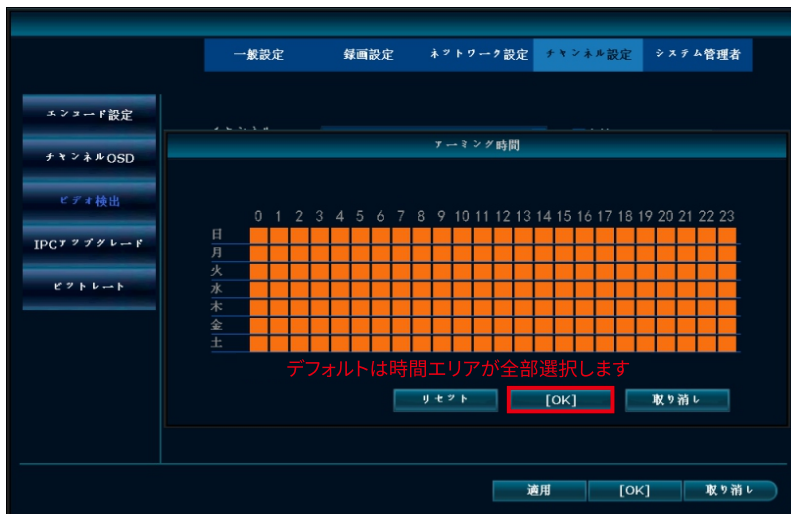 一般設定 録画設定 ネットワーク設定 チャンネル設定 システム管理者
エンコード設定
チャンネルOSD
ビデオ検出
IPCアップグレード
ビットレート
アーミング時間
0 1 2 3 4 5 6 7 8 9 10 11 12 13 14 15 16 17 18 19 20 21 22 23
日
月
火
水
木
金
土
デフォルトは時間エリアが全部選択します
リセット [OK] 取り消し
適用 [OK] 取り消し